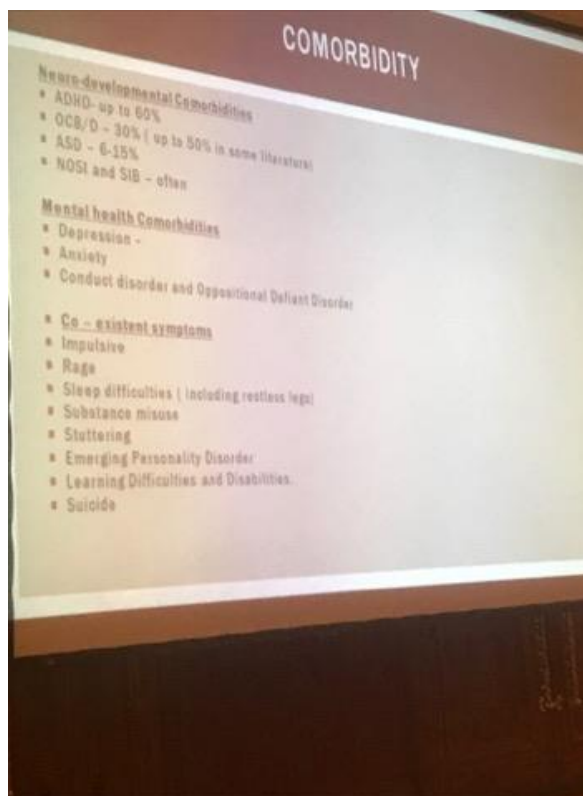 COMORBIDITY
Neuro-developmental Comorbidities
• ADHD- up to 60%
• OCB/D – 30% ( up to 50% in some literature)
• ASD – 6-15%
• NOSI and SIB – often
Mental health Comorbidities
• Depression -
• Anxiety
• Conduct disorder and Oppositional Defiant Disorder
• Co – existent symptoms
• Impulsive
• Rage
• Sleep difficulties ( including restless legs)
• Substance misuse
• Stuttering
• Emerging Personality Disorder
• Learning Difficulties and Disabilities.
• Suicide